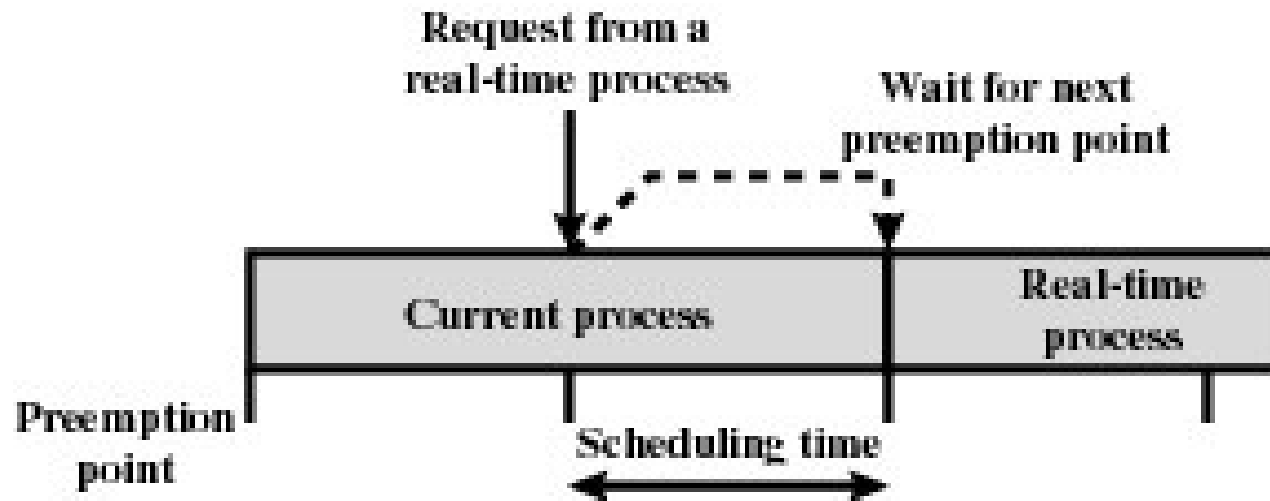 Request from a
real-time process
Wait for next
preemption point
Current process
Real-time
process
Preemption
point
Scheduling time